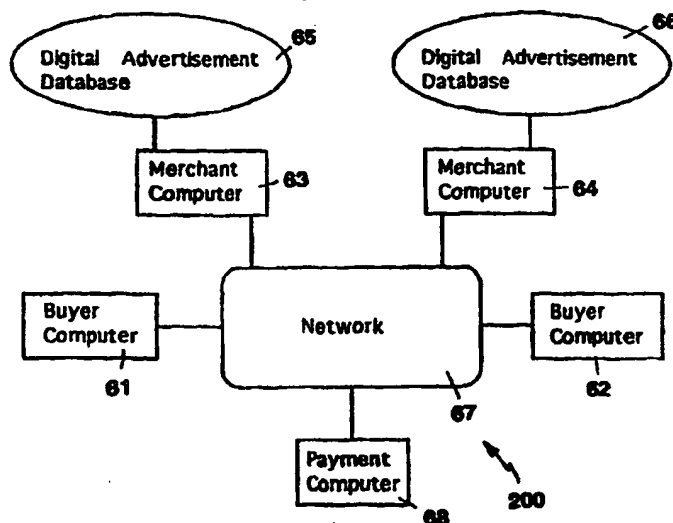 65
66
Digital Advertisement
Database
Digital Advertisement
Database
Merchant
Computer
63
Merchant
Computer
64
Buyer
Computer
61
Network
67
Buyer
Computer
62
Payment
Computer
68
200